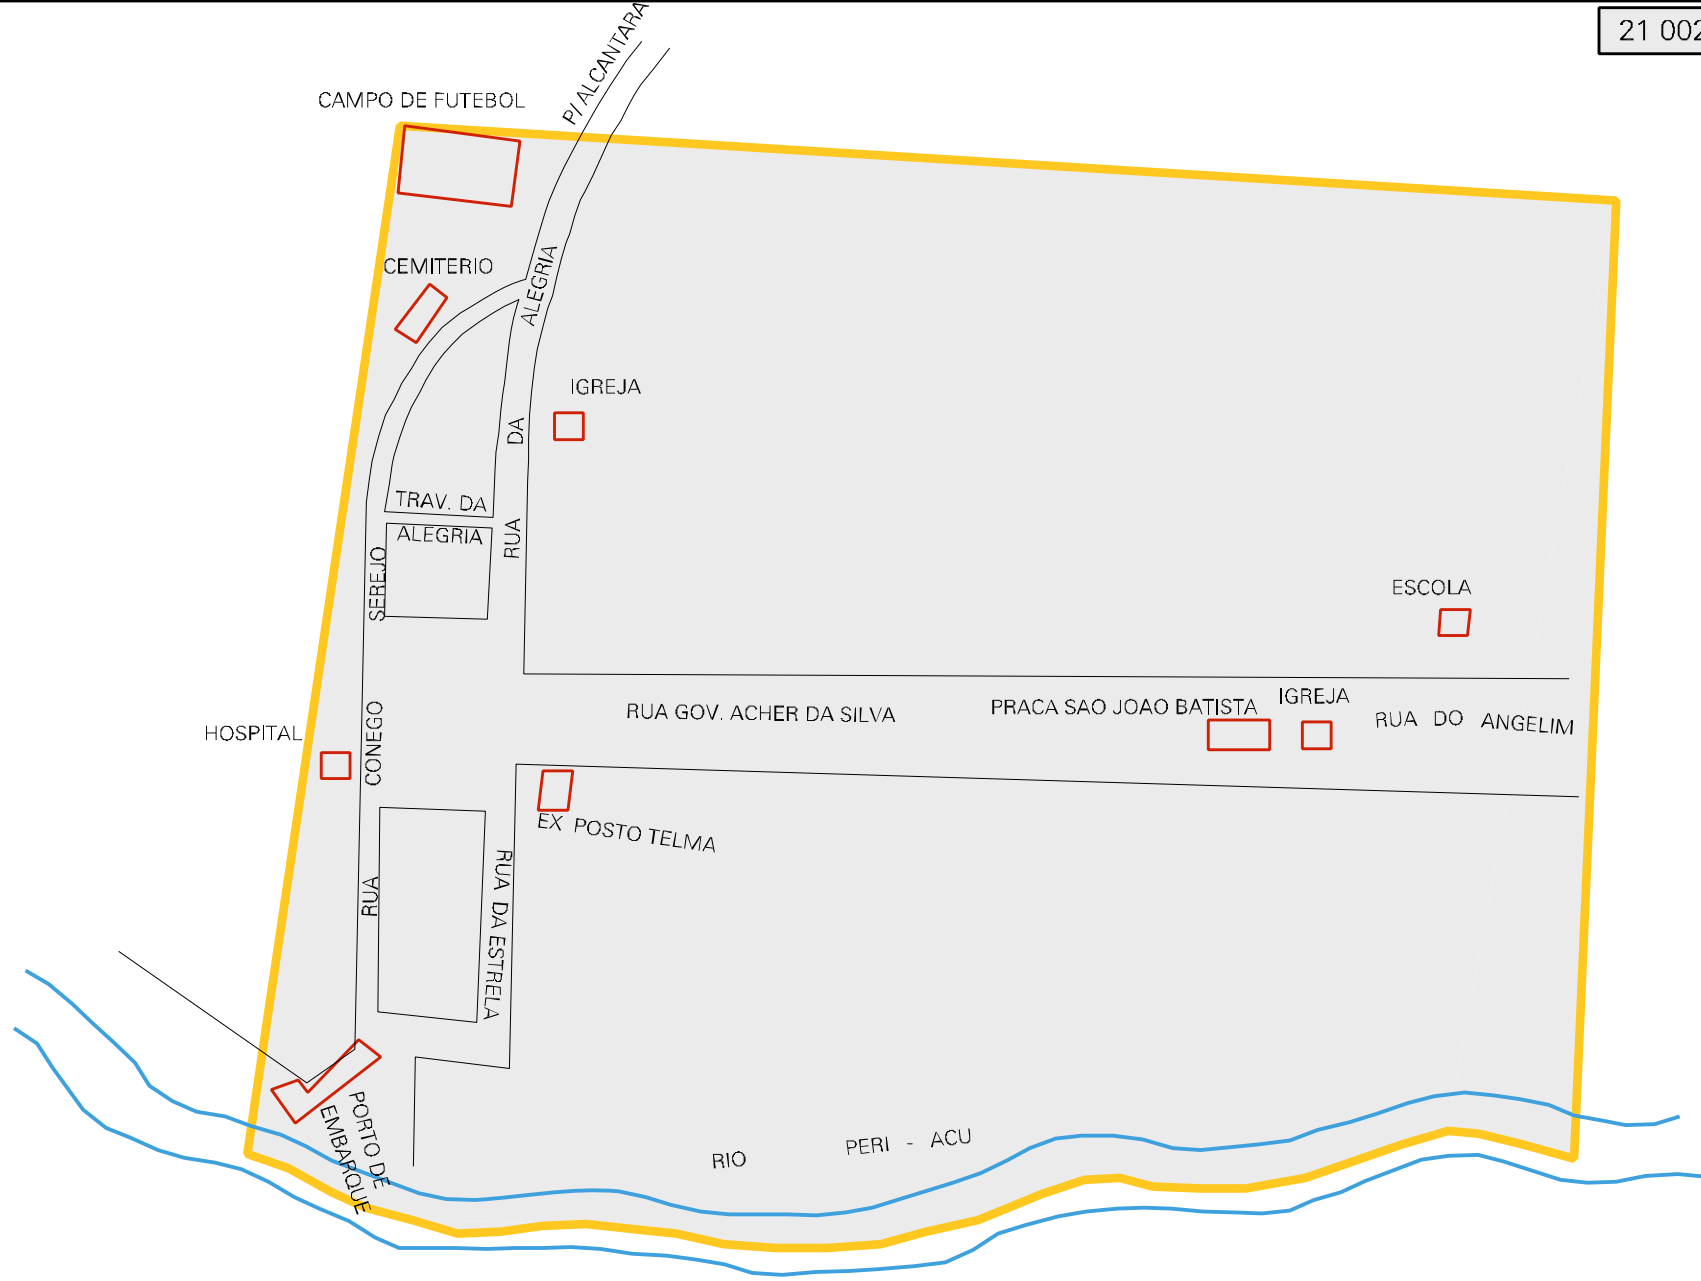 21 002
P/ ALCANTARA
CAMPO DE FUTEBOL
CEMITERIO
ALEGRIA
DA
RUA
IGREJA
TRAV. DA
ALEGRIA
SEREJO
CONEGO
RUA
ESCOLA
RUA GOV. ACHER DA SILVA
PRACA SAO JOAO BATISTA
IGREJA
RUA DO ANGELIM
HOSPITAL
EX POSTO TELMA
RUA DA ESTRELA
PORTO DE
EMBARQUE
RIO PERI - ACU